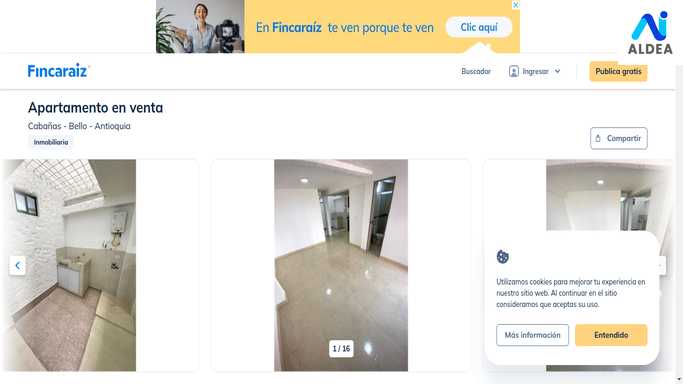 En Fincaraíz te ven porque te ven
Clic aquí
ALDEA
Fincaraiz
Buscador
Ingresar
Publica gratis
Apartamento en venta
Cabañas - Bello - Antioquia
Inmobiliaria
Compartir
1 / 16
Utilizamos cookies para mejorar tu experiencia en
nuestro sitio web. Al continuar en el sitio
consideramos que aceptas su uso.
Más información
Entendido